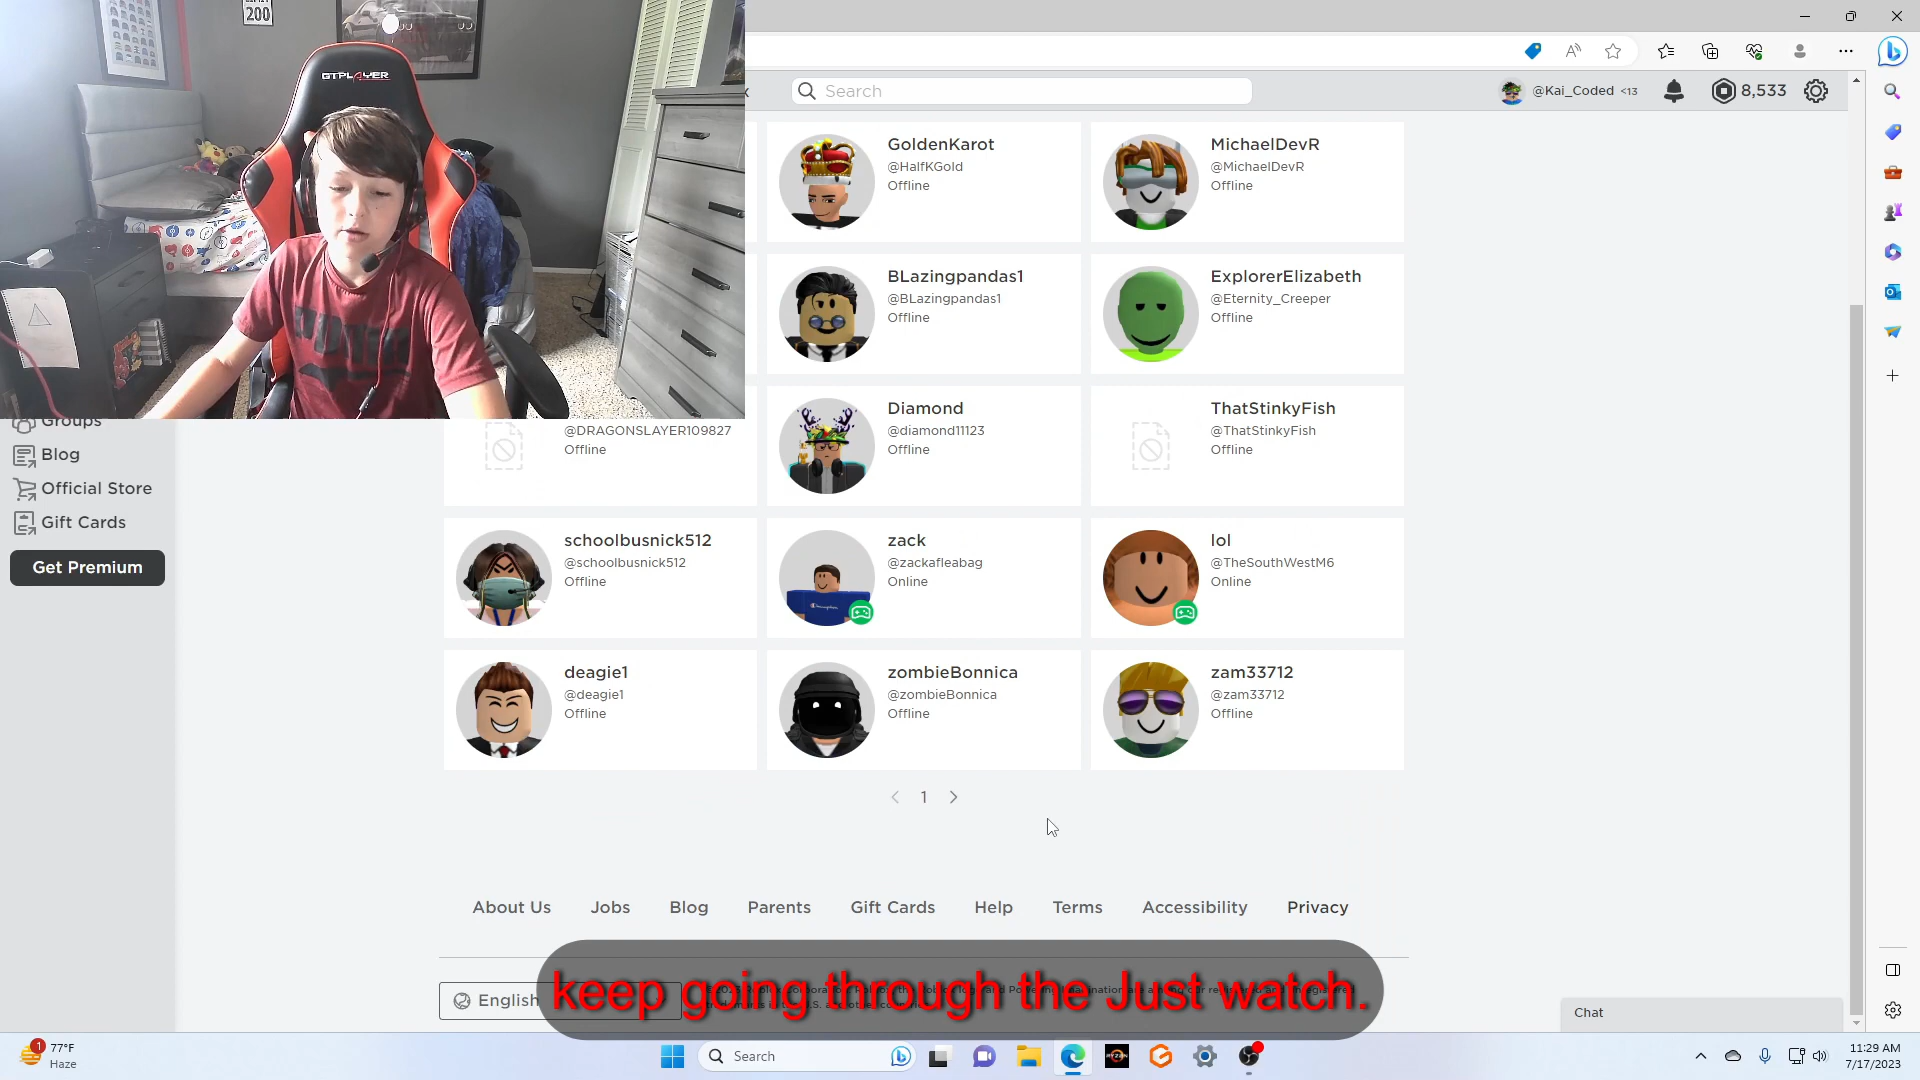 200
GTPLAYER
Search
@Kai_Coded <13
8,533
GoldenKarot
@HalfKGold
Offline
MichaelDevR
@MichaelDevR
Offline
BLazingpandas1
@BLazingpandas1
Offline
ExplorerElizabeth
@Eternity_Creeper
Offline
@DRAGONSLAYER109827
Offline
Diamond
@diamond11123
Offline
ThatStinkyFish
@ThatStinkyFish
Offline
Groups
Blog
Official Store
Gift Cards
Get Premium
schoolbusnick512
@schoolbusnick512
Offline
zack
@zackafleabag
Online
lol
@TheSouthWestM6
Online
deagie1
@deagie1
Offline
zombieBonnica
@zombieBonnica
Offline
zam33712
@zam33712
Offline
1
About Us Jobs Blog Parents Gift Cards Help Terms Accessibility Privacy
English
keep going through the Just watch.
Chat
1
77°F
Haze
Search
RYZEN
11:29 AM
7/17/2023